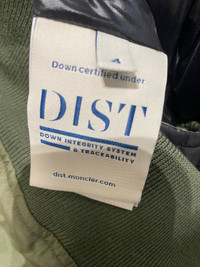 Down certified under
DIST
DOWN INTEGRITY SYSTEM
& TRACEABILITY
dist.moncler.com